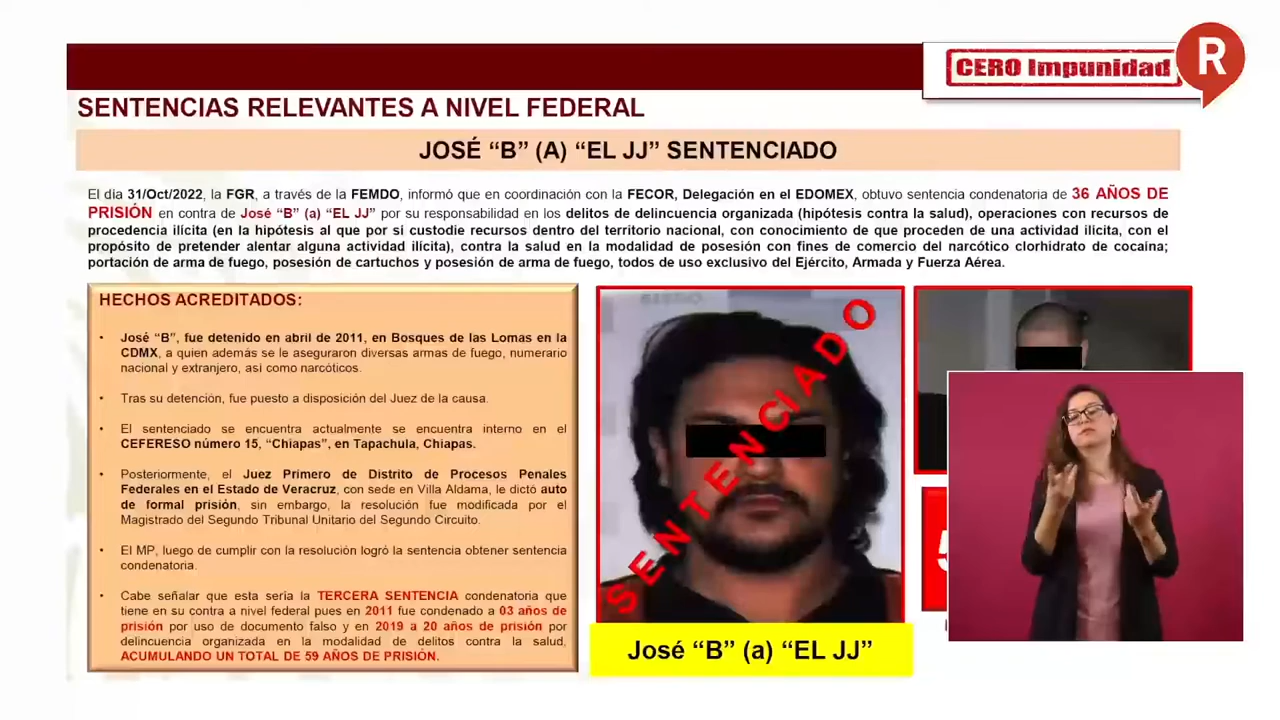 CERO Impunidad
R
SENTENCIAS RELEVANTES A NIVEL FEDERAL
JOSÉ “B” (A) “EL JJ” SENTENCIADO
El día 31/Oct/2022, la FGR, a través de la FEMDO, informó que en coordinación con la FECOR, Delegación en el EDOMEX, obtuvo sentencia condenatoria de 36 AÑOS DE
PRISIÓN en contra de José “B” (a) “EL JJ” por su responsabilidad en los delitos de delincuencia organizada (hipótesis contra la salud), operaciones con recursos de
procedencia ilícita (en la hipótesis al que por si custodie recursos dentro del territorio nacional, con conocimiento de que proceden de una actividad ilícita, con el
propósito de pretender alentar alguna actividad ilícita), contra la salud en la modalidad de posesión con fines de comercio del narcótico clorhidrato de cocaína;
portación de arma de fuego, posesión de cartuchos y posesión de arma de fuego, todos de uso exclusivo del Ejército, Armada y Fuerza Aérea.
HECHOS ACREDITADOS:
• José “B”, fue detenido en abril de 2011, en Bosques de las Lomas en la
CDMX, a quien además se le aseguraron diversas armas de fuego, numerario
nacional y extranjero, así como narcóticos.
• Tras su detención, fue puesto a disposición del Juez de la causa.
• El sentenciado se encuentra actualmente se encuentra interno en el
CEFERESO número 15, “Chiapas”, en Tapachula, Chiapas.
• Posteriormente, el Juez Primero de Distrito de Procesos Penales
Federales en el Estado de Veracruz, con sede en Villa Aldama, le dictó auto
de formal prisión, sin embargo, la resolución fue modificada por el
Magistrado del Segundo Tribunal Unitario del Segundo Circuito.
• El MP, luego de cumplir con la resolución logró la sentencia obtener sentencia
condenatoria.
• Cabe señalar que esta sería la TERCERA SENTENCIA condenatoria que
tiene en su contra a nivel federal pues en 2011 fue condenado a 03 años de
prisión por uso de documento falso y en 2019 a 20 años de prisión por
delincuencia organizada en la modalidad de delitos contra la salud,
ACUMULANDO UN TOTAL DE 59 AÑOS DE PRISIÓN.
SENTENCIADO
José “B” (a) “EL JJ”